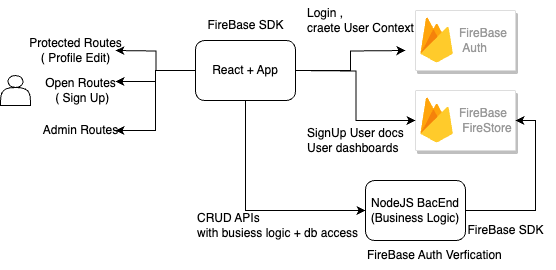 FireBase SDK
Login ,
craete User Context
FireBase
Auth
Protected Routes
( Profile Edit)
React + App
Open Routes
( Sign Up)
Admin Routes
FireBase
FireStore
SignUp User docs
User dashboards
NodeJS BacEnd
(Business Logic)
CRUD APIs
with busiess logic + db access
FireBase SDK
FireBase Auth Verfication